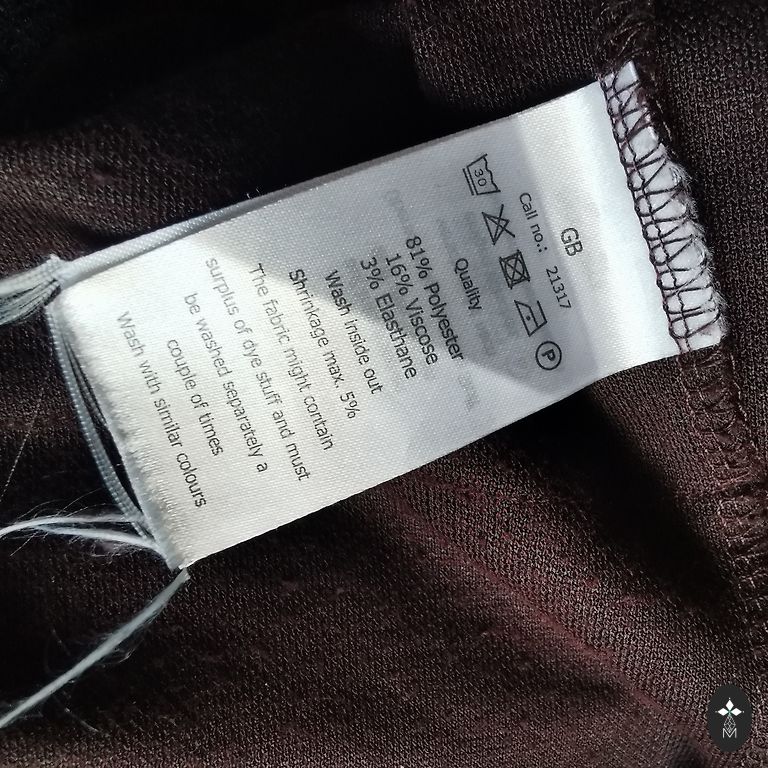 GB
Call no.: 21317
30
P
Quality
81% Polyester
16% Viscose
3% Elasthane
Wash inside out
Shrinkage max. 5%
The fabric might contain
surplus of dye stuff and must
be washed separately a
couple of times
Wash with similar colours
M